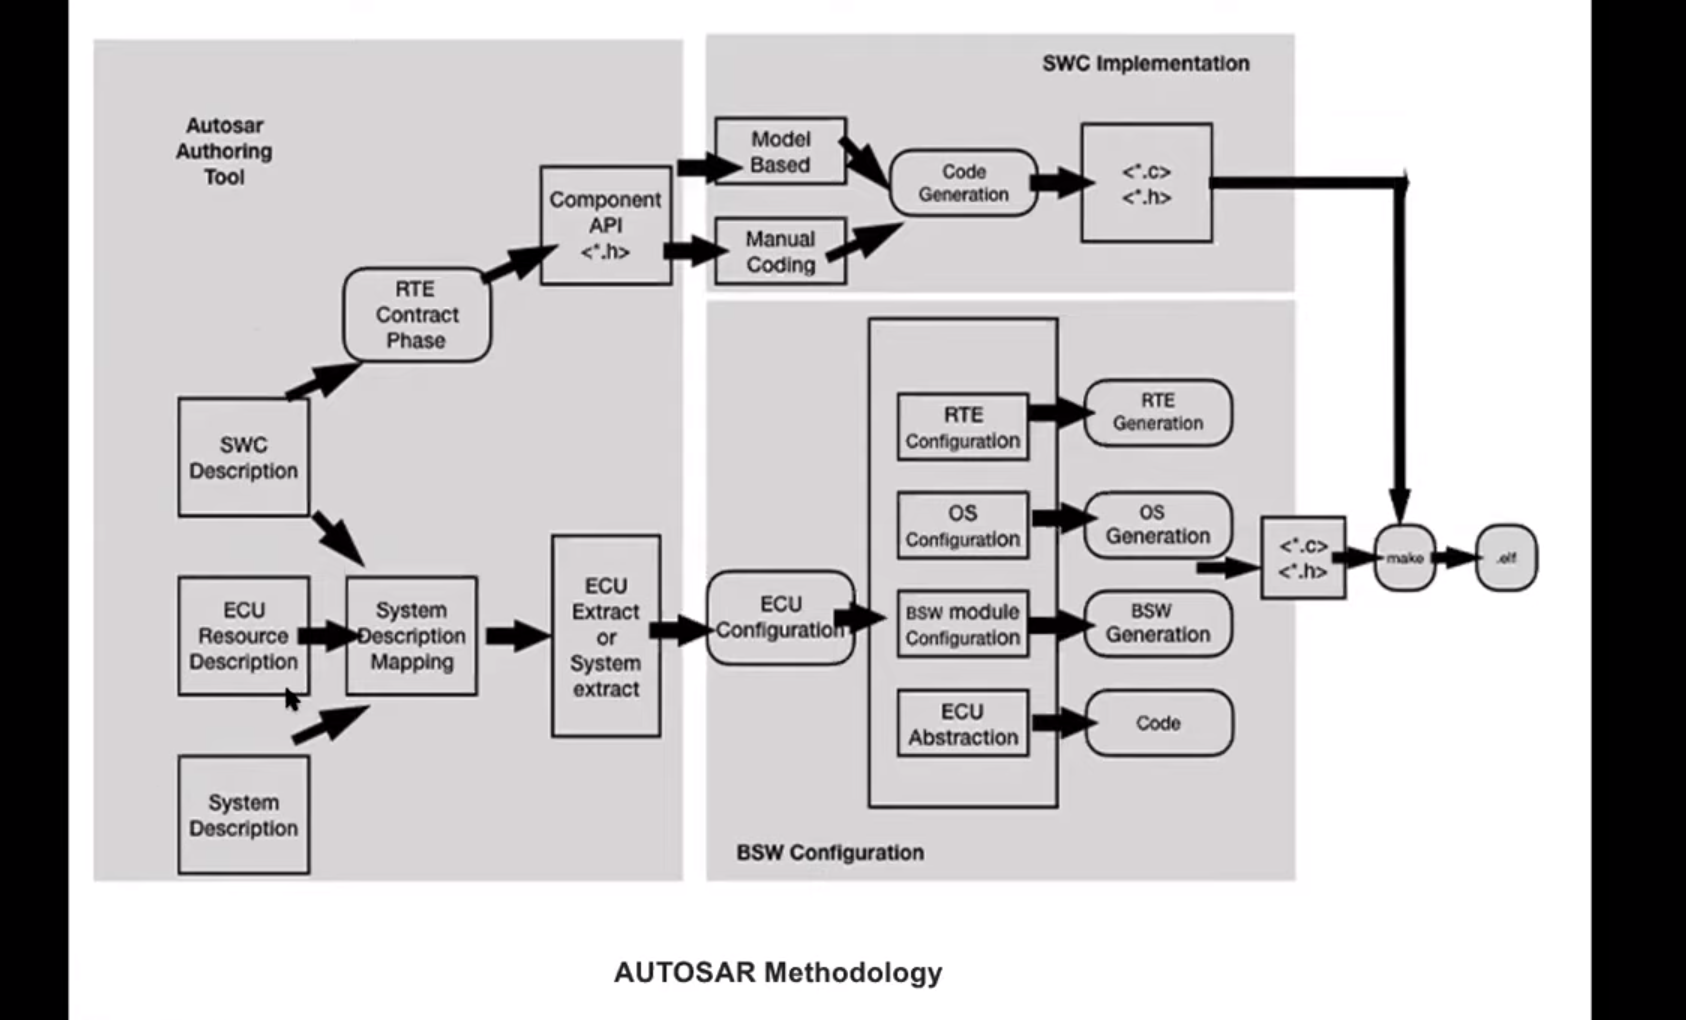 Autosar
Authoring
Tool
SWC Implementation
Component
API
<*.h>
Model
Based
Manual
Coding
Code
Generation
<*.c>
<*.h>
RTE
Contract
Phase
SWC
Description
ECU
Resource
Description
System
Description
Mapping
System
Description
ECU
Extract
or
System
extract
ECU
Configuration
RTE
Configuration
RTE
Generation
OS
Configuration
OS
Generation
BSW module
Configuration
BSW
Generation
ECU
Abstraction
Code
<*.c>
<*.h>
make
.elf
BSW Configuration
AUTOSAR Methodology